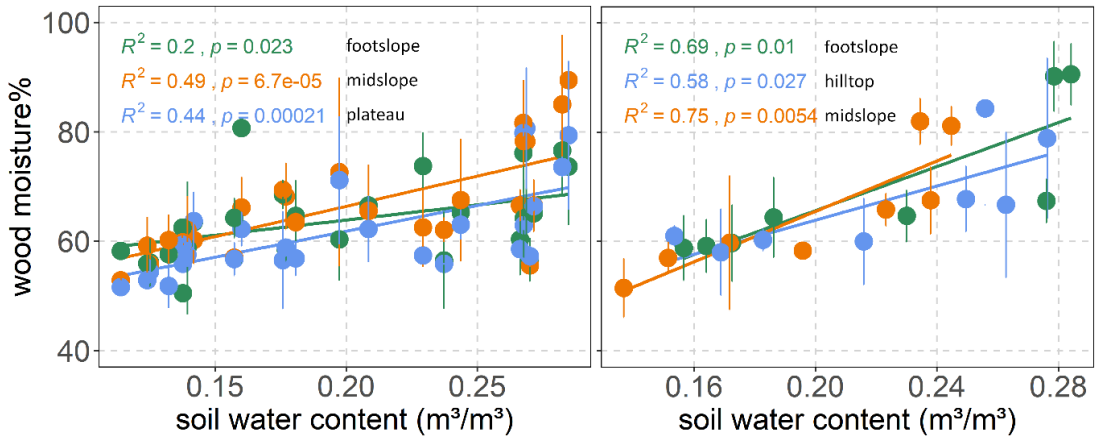 100%
80%
60%
40%
wood moisture%
R² = 0.2 , p = 0.023 footslope
R² = 0.49 , p = 6.7e-05 midslope
R² = 0.44 , p = 0.00021 plateau
0.15 0.20 0.25
soil water content (m³/m³)
R² = 0.69 , p = 0.01 footslope
R² = 0.58 , p = 0.027 hilltop
R² = 0.75 , p = 0.0054 midslope
0.16 0.20 0.24 0.28
soil water content (m³/m³)